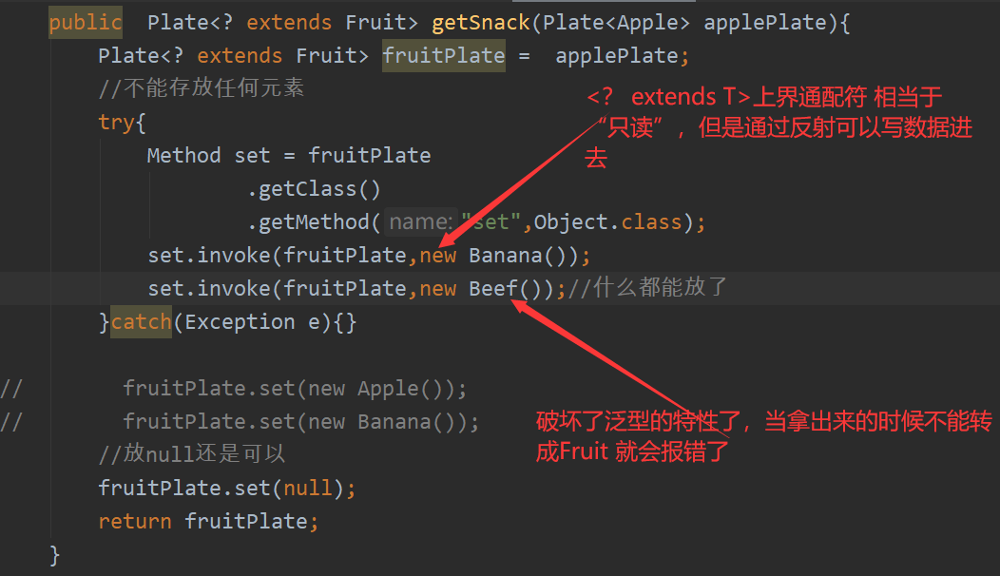 public  Plate<? extends Fruit> getSnack(Plate<Apple> applePlate){
Plate<? extends Fruit> fruitPlate =  applePlate;
//不能存放任何元素
try{
Method set = fruitPlate
.getClass()
.getMethod( name: "set",Object.class);
set.invoke(fruitPlate,new Banana());
set.invoke(fruitPlate,new Beef());//什么都能放了
}catch(Exception e){}
//        fruitPlate.set(new Apple());
//        fruitPlate.set(new Banana());
//放null还是可以
fruitPlate.set(null);
return fruitPlate;
}
<?  extends T>上界通配符 相当于
“只读”，但是通过反射可以写数据进
去
破坏了泛型的特性了，当拿出来的时候不能转
成Fruit 就会报错了